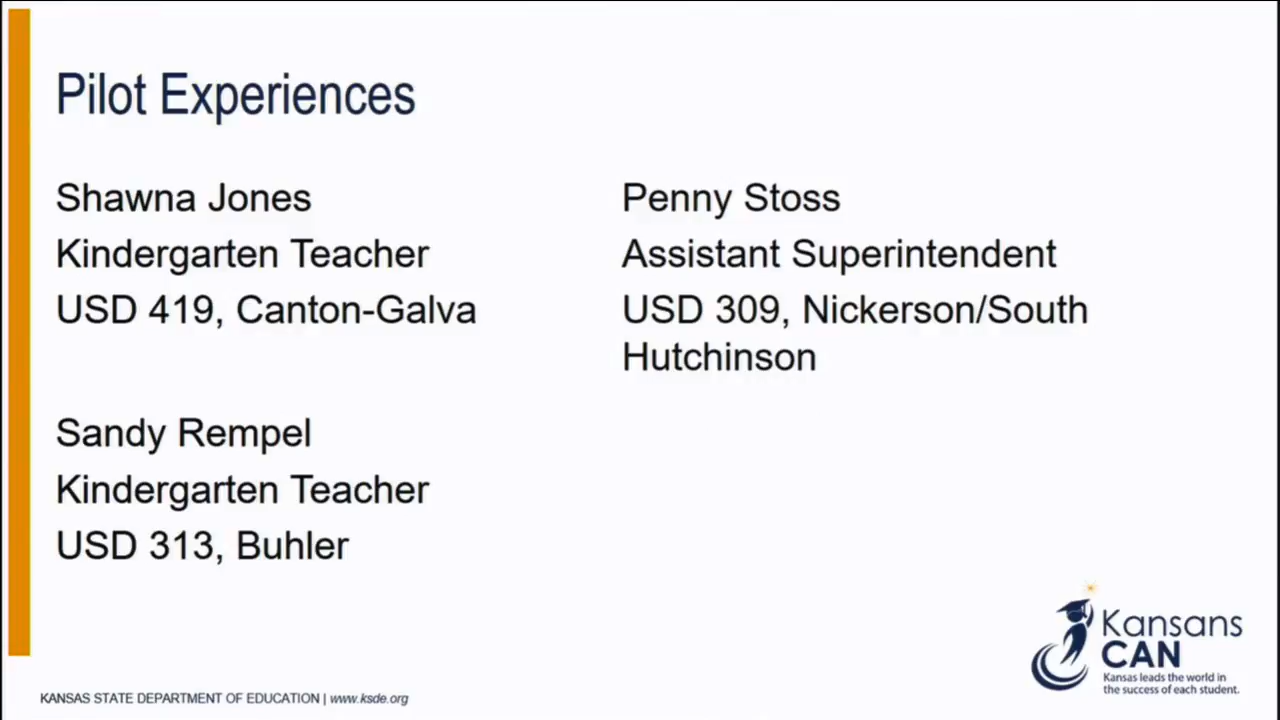 Pilot Experiences
Shawna Jones
Kindergarten Teacher
USD 419, Canton-Galva
Sandy Rempel
Kindergarten Teacher
USD 313, Buhler
Penny Stoss
Assistant Superintendent
USD 309, Nickerson/South
Hutchinson
Kansans
CAN
Kansas leads the world in
the success of each student.
KANSAS STATE DEPARTMENT OF EDUCATION | www.ksde.org